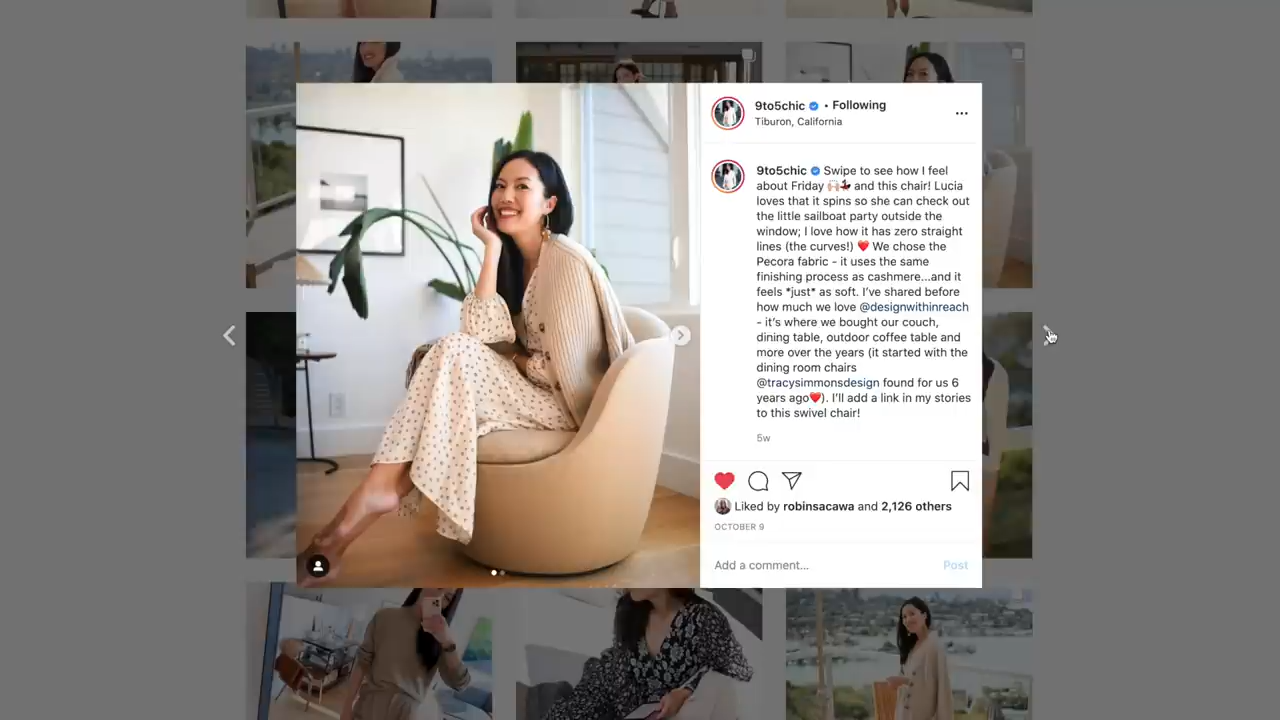 9to5chic • Following
Tiburon, California
9to5chic Swipe to see how I feel
about Friday 🙌🏻💃🏻 and this chair! Lucia
loves that it spins so she can check out
the little sailboat party outside the
window; I love how it has zero straight
lines (the curves!) ❤️ We chose the
Pecora fabric - it uses the same
finishing process as cashmere...and it
feels *just* as soft. I've shared before
how much we love @designwithinreach
- it's where we bought our couch,
dining table, outdoor coffee table and
more over the years (it started with the
dining room chairs
@tracysimmonsdesign found for us 6
years ago❤️). I'll add a link in my stories
to this swivel chair!
5w
Liked by robinsacawa and 2,126 others
OCTOBER 9
Add a comment... Post